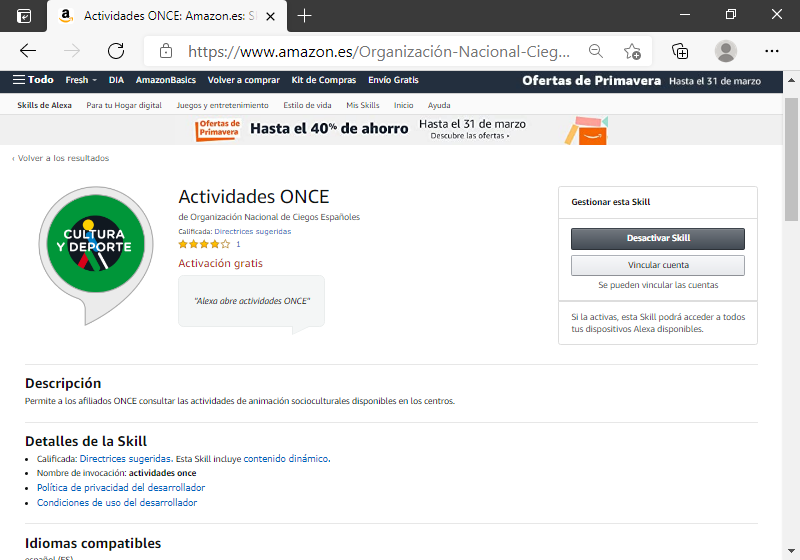 Actividades ONCE: Amazon.es: S
https://www.amazon.es/Organización-Nacional-Cieg...
Todo Fresh DIA AmazonBasics Volver a comprar Kit de Compras Envío Gratis Ofertas de Primavera Hasta el 31 de marzo
Skills de Alexa Para tu Hogar digital Juegos y entretenimiento Estilo de vida Mis Skills Inicio Ayuda
Ofertas de Primavera Hasta el 40% de ahorro Hasta el 31 de marzo
Descubre las ofertas
‹ Volver a los resultados
CULTURA
Y DEPORTE
Actividades ONCE
de Organización Nacional de Ciegos Españoles
Calificada: Directrices sugeridas
1
Activación gratis
"Alexa abre actividades ONCE"
Gestionar esta Skill
Desactivar Skill
Vincular cuenta
Se pueden vincular las cuentas
Si la activas, esta Skill podrá acceder a todos
tus dispositivos Alexa disponibles.
Descripción
Permite a los afiliados ONCE consultar las actividades de animación socioculturales disponibles en los centros.
Detalles de la Skill
• Calificada: Directrices sugeridas. Esta Skill incluye contenido dinámico.
• Nombre de invocación: actividades once
• Política de privacidad del desarrollador
• Condiciones de uso del desarrollador
Idiomas compatibles
español (ES)